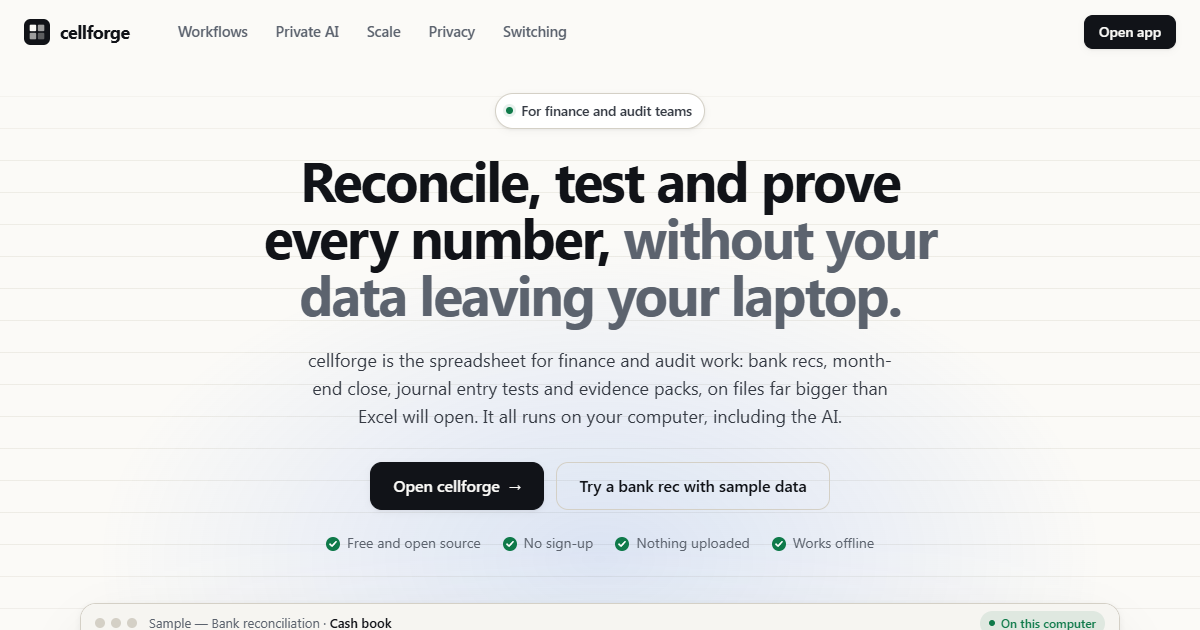 cellforge
Workflows
Private AI
Scale
Privacy
Switching
Open app
For finance and audit teams
Reconcile, test and prove
every number, without your
data leaving your laptop.
cellforge is the spreadsheet for finance and audit work: bank recs, month-
end close, journal entry tests and evidence packs, on files far bigger than
Excel will open. It all runs on your computer, including the AI.
Open cellforge →
Try a bank rec with sample data
Free and open source
No sign-up
Nothing uploaded
Works offline
Sample — Bank reconciliation · Cash book
On this computer